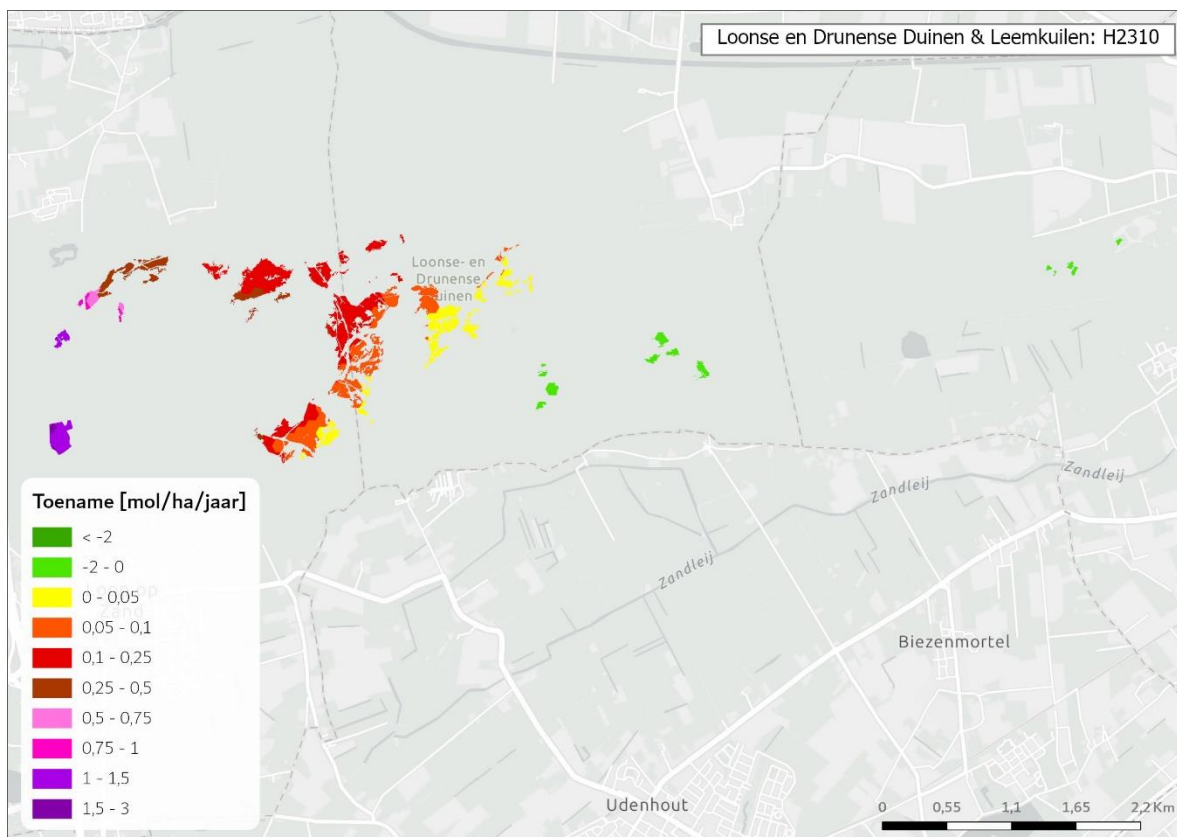 Loonse en Drunense Duinen & Leemkuilen: H2310
Loonse- en
Drunense
Duinen
Zandleij
Zandleij
Zandleij
Biezenmortel
Udenhout
Toename [mol/ha/jaar]
< -2
-2 - 0
0 - 0,05
0,05 - 0,1
0,1 - 0,25
0,25 - 0,5
0,5 - 0,75
0,75 - 1
1 - 1,5
1,5 - 3
Zand
0 0,55 1,1 1,65 2,2 Km